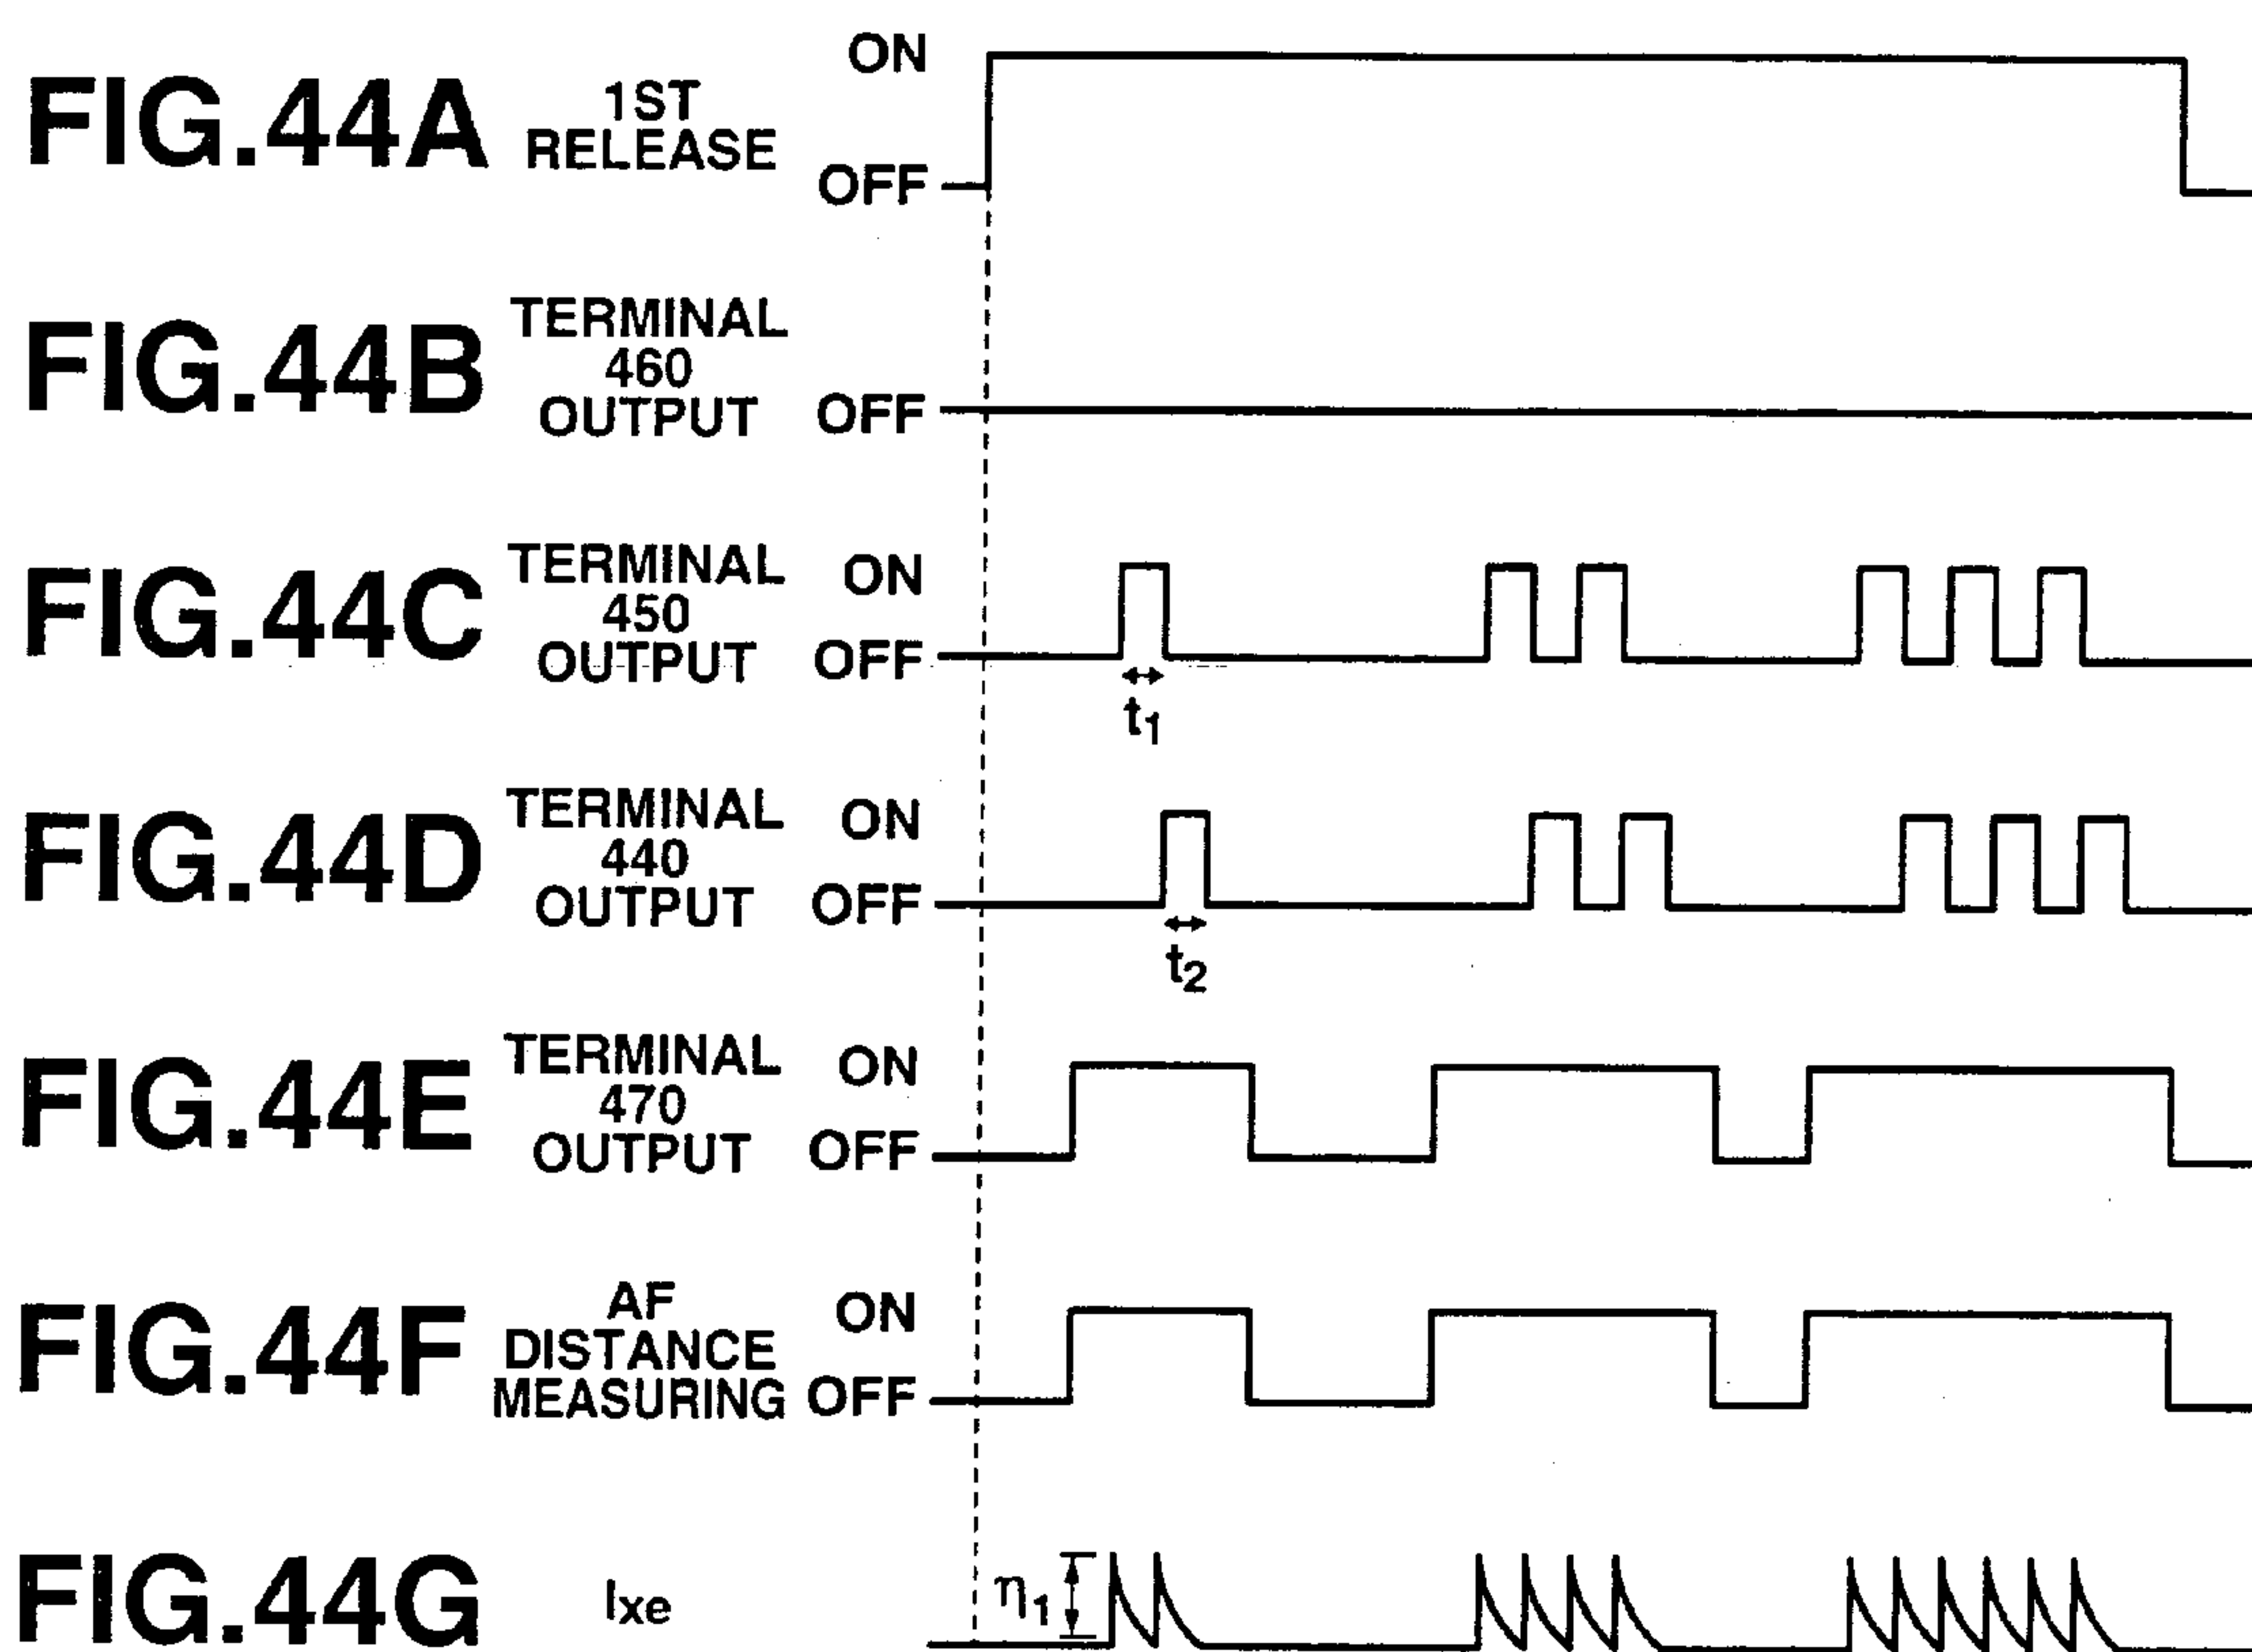 FIG.44A 1ST RELEASE ON OFF
FIG.44B TERMINAL 460 OUTPUT OFF
FIG.44C TERMINAL 450 OUTPUT ON OFF
t1
FIG.44D TERMINAL 440 OUTPUT ON OFF
t2
FIG.44E TERMINAL 470 OUTPUT ON OFF
FIG.44F AF DISTANCE MEASURING ON OFF
FIG.44G Ixe η1